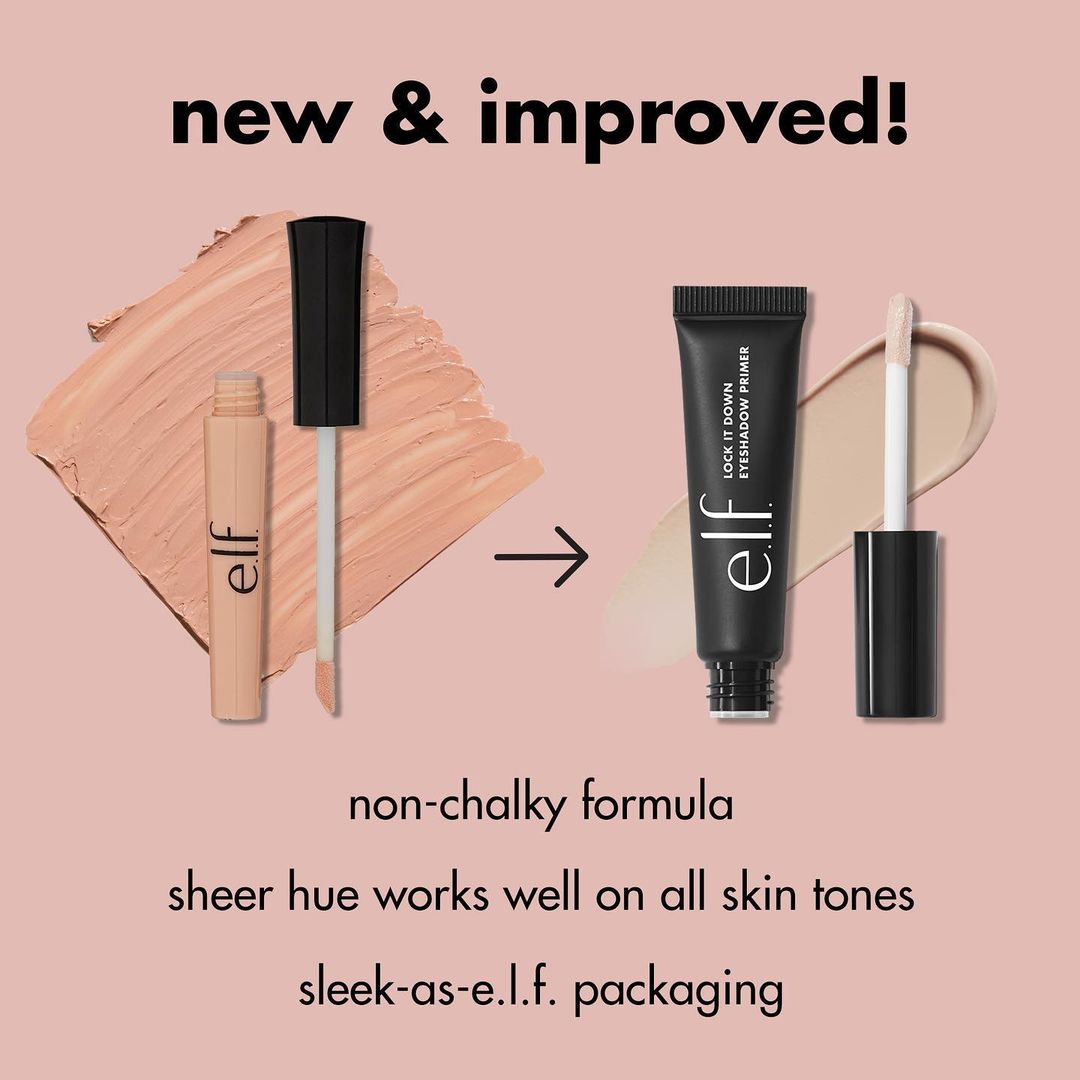 new & improved!
e.l.f.
LOCK IT DOWN
EYESHADOW PRIMER
e.l.f.
non-chalky formula
sheer hue works well on all skin tones
sleek-as-e.l.f. packaging